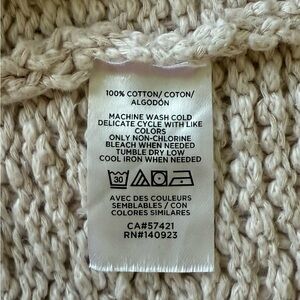 100% COTTON/ COTON/
ALGODÓN
MACHINE WASH COLD
DELICATE CYCLE WITH LIKE
COLORS
ONLY NON-CHLORINE
BLEACH WHEN NEEDED
TUMBLE DRY LOW
COOL IRON WHEN NEEDED
30
AVEC DES COULEURS
SEMBLABLES / CON
COLORES SIMILARES
CA#57421
RN#140923